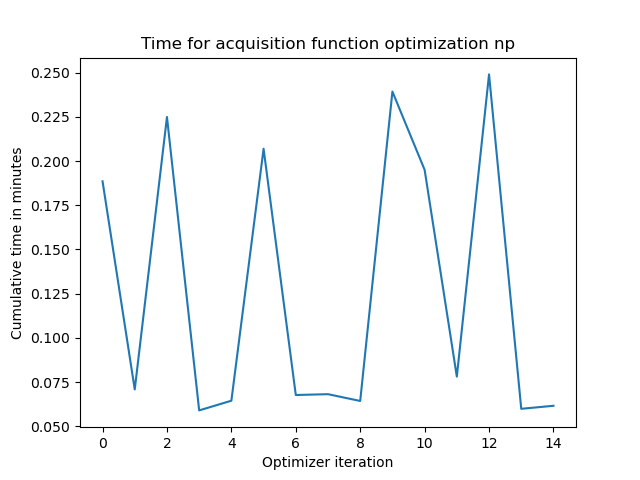 Time for acquisition function optimization np
0.250
0.225
0.200
0.175
0.150
0.125
0.100
0.075
0.050
Cumulative time in minutes
0 2 4 6 8 10 12 14
Optimizer iteration